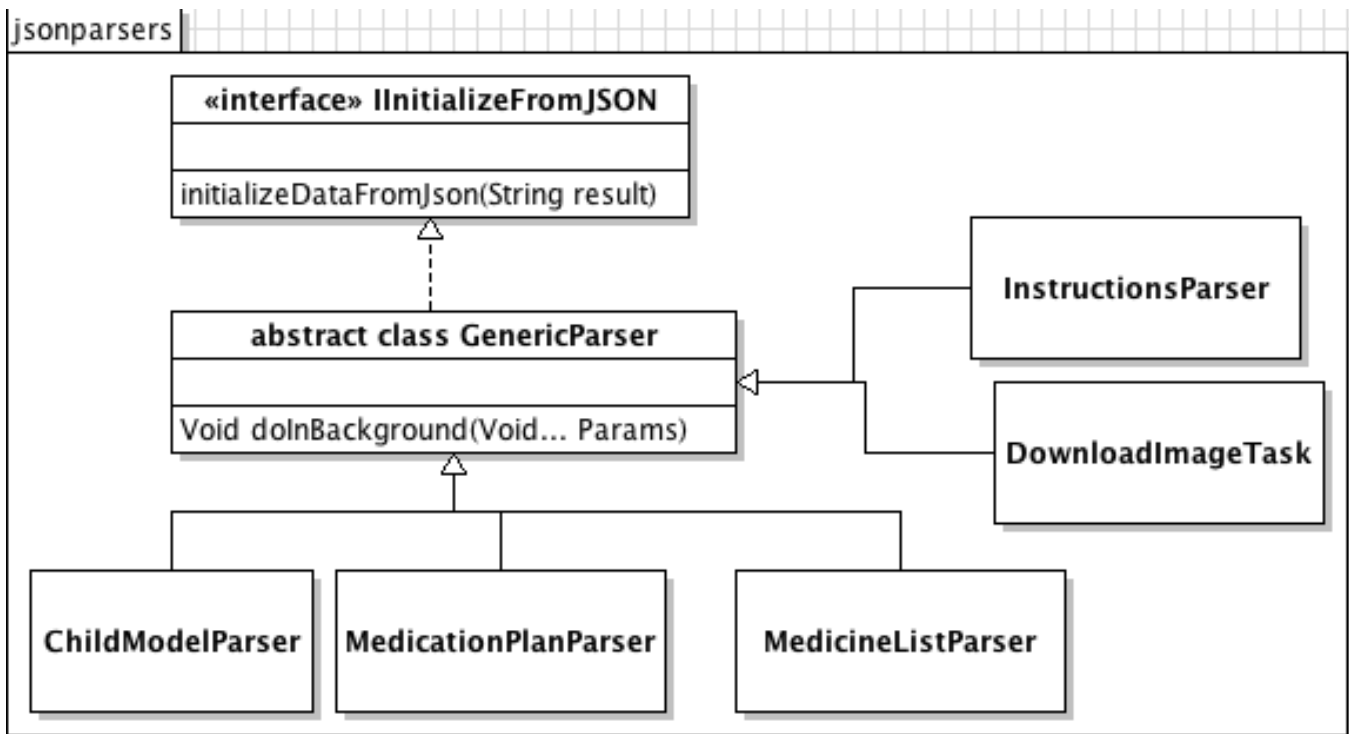 jsonparsers
«interface» IInitializeFromJSON
initializeDataFromJson(String result)
InstructionsParser
abstract class GenericParser
Void doInBackground(Void... Params)
DownloadImageTask
ChildModelParser
MedicationPlanParser
MedicineListParser